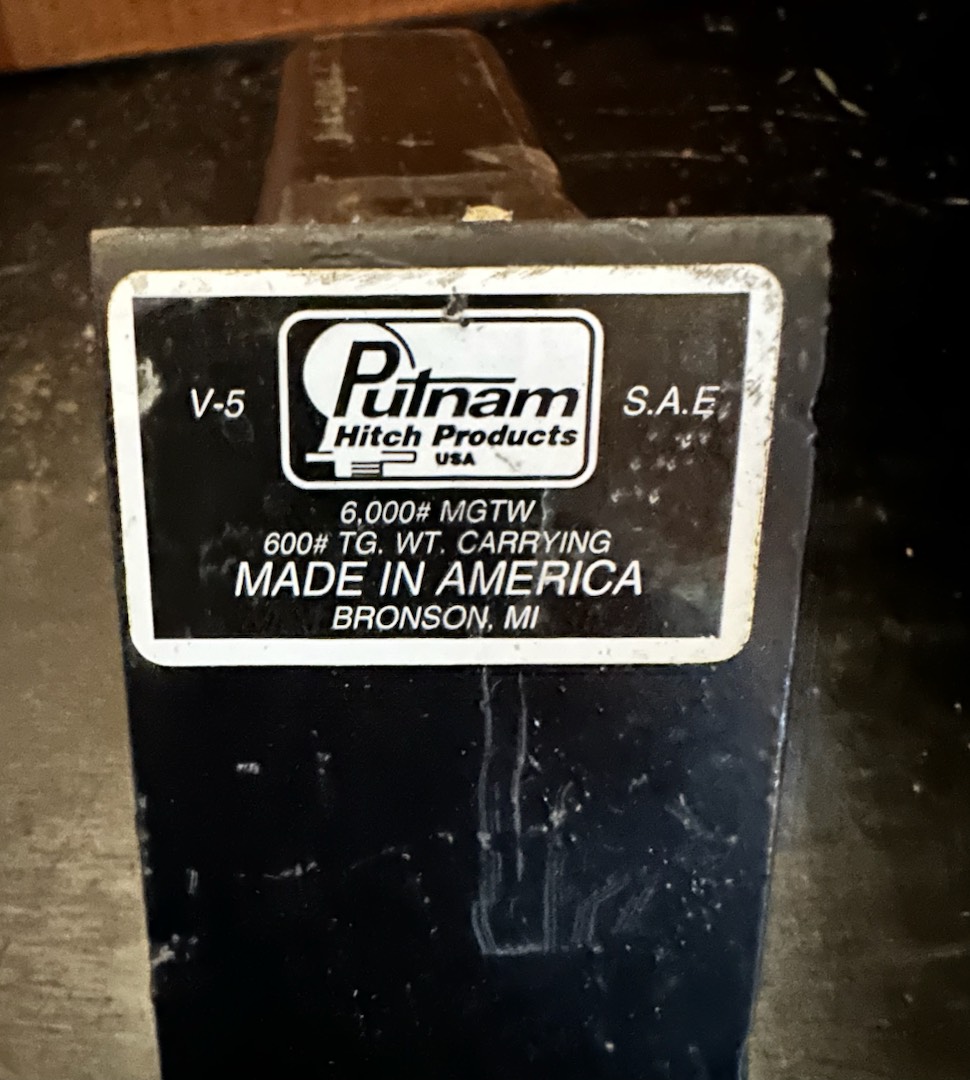 Putnam
Hitch Products
USA
V-5
S.A.E
6,000# MGTW
600# TG. WT. CARRYING
MADE IN AMERICA
BRONSON, MI